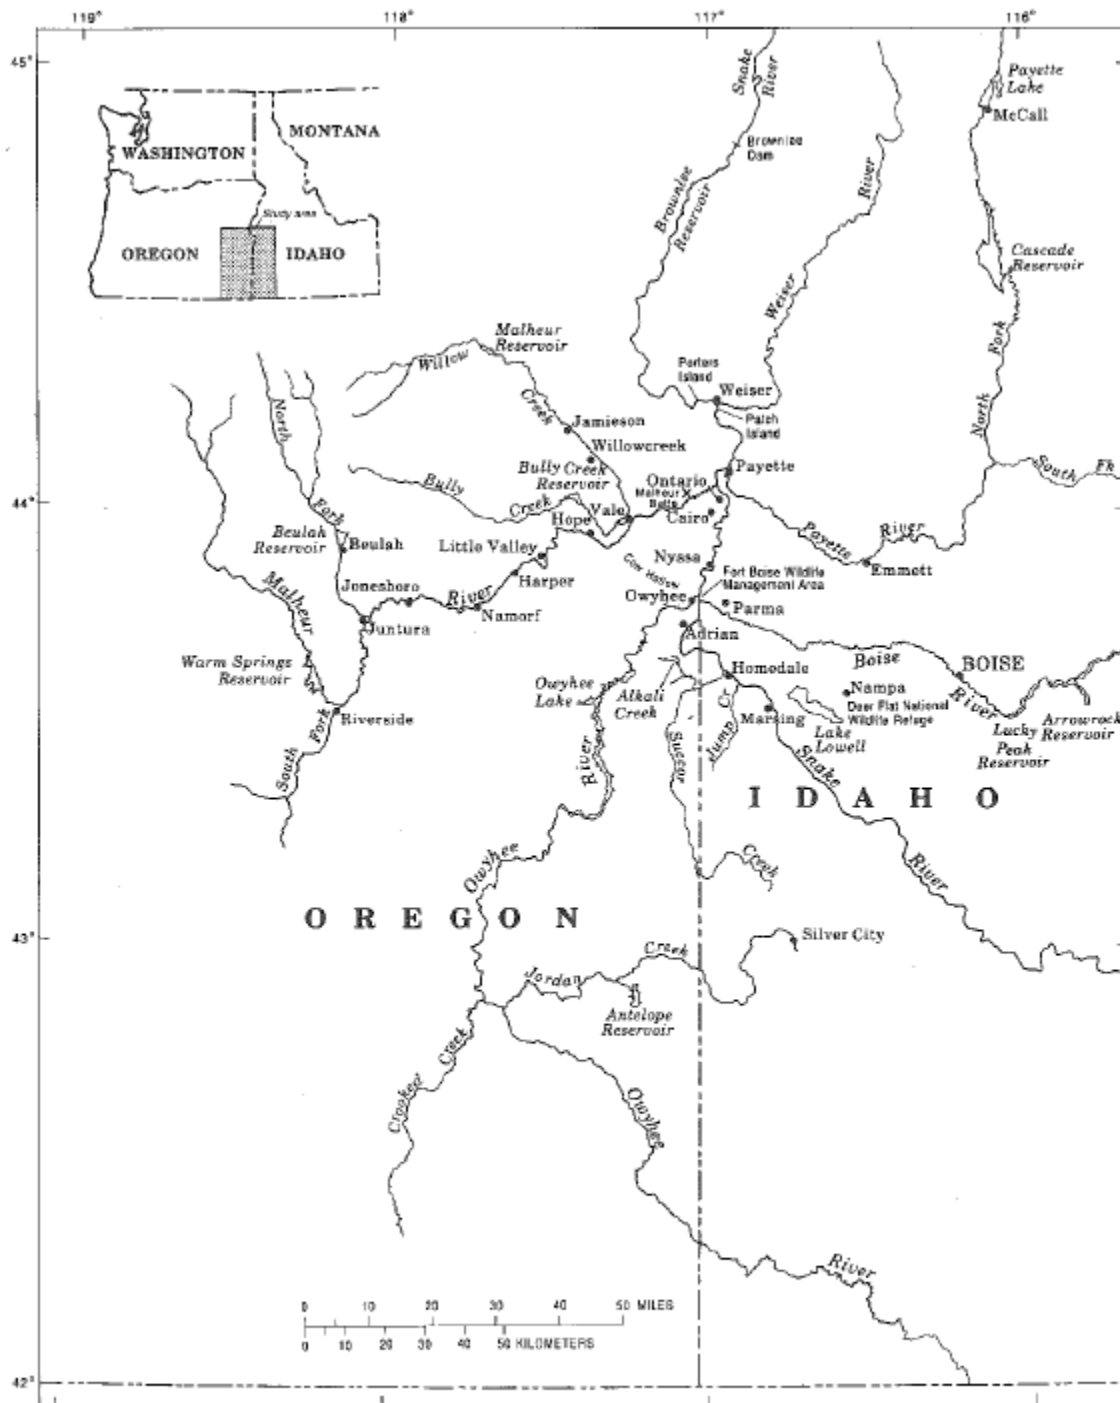 119°
118°
117°
116°
45°
44°
43°
42°
WASHINGTON
MONTANA
OREGON
IDAHO
Study area
Snake
River
Brownlee
Dam
Brownlee
Reservoir
River
Weiser
Payette
Lake
McCall
Cascade
Reservoir
Fork
North
South Fk
Malheur
Reservoir
Willow
Creek
Jamieson
Willowcreek
Bully Creek
Reservoir
Bully
Creek
Porters
Island
Weiser
Patch
Island
Payette
Ontario
Malheur
Butte
Cairo
Vale
Hope
Little Valley
Harper
Namorf
River
North
Fork
Beulah
Reservoir
Beulah
Jonesboro
Juntura
Malheur
Warm Springs
Reservoir
Riverside
South
Fork
Nyssa
Cow Hollow
Owyhee
Fort Boise Wildlife
Management Area
Parma
Adrian
Payette
River
Emmett
Boise
River
BOISE
Homedale
Nampa
Deer Flat National
Wildlife Refuge
Marsing
Lake
Lowell
Lucky
Peak
Reservoir
Arrowrock
Reservoir
Owyhee
Lake
Alkali
Creek
Succor
Jump Cr
Creek
Snake
River
IDAHO
OREGON
River
Owyhee
Silver City
Jordan
Creek
Antelope
Reservoir
Crooked
Creek
Owyhee
River
0 10 20 30 40 50 MILES
0 10 20 30 40 50 KILOMETERS